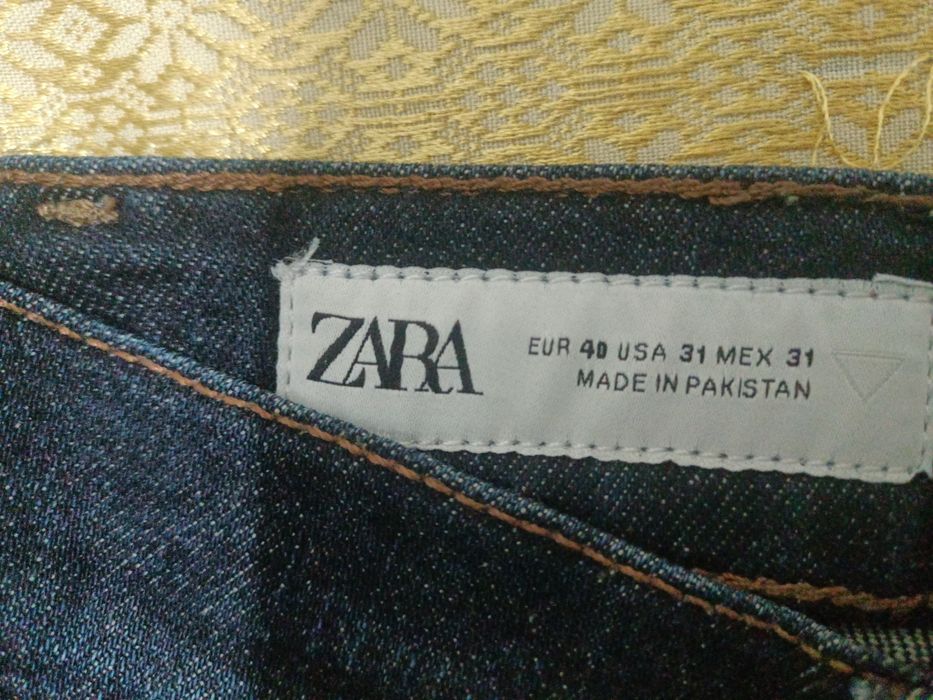 ZARA
EUR 40 USA 31 MEX 31
MADE IN PAKISTAN